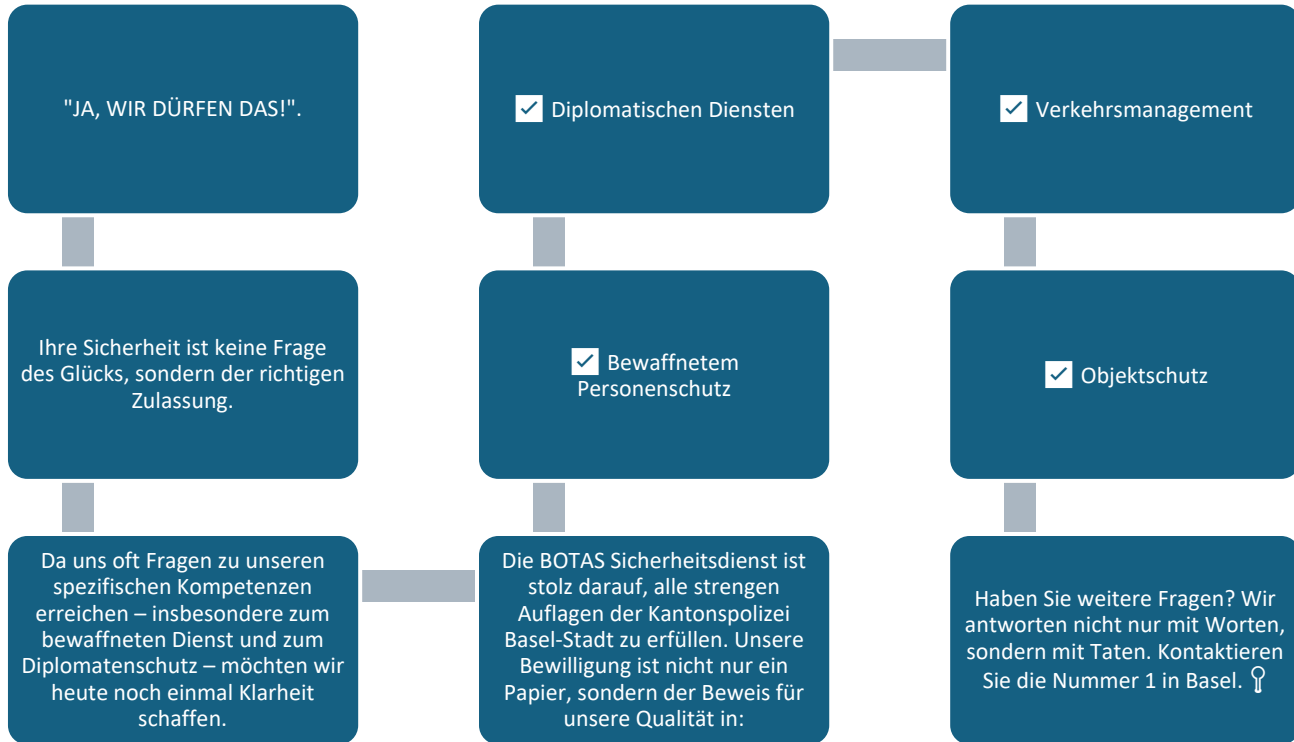 "JA, WIR DÜRFEN DAS!".
Ihre Sicherheit ist keine Frage
des Glücks, sondern der richtigen
Zulassung.
Da uns oft Fragen zu unseren
spezifischen Kompetenzen
erreichen – insbesondere zum
bewaffneten Dienst und zum
Diplomatenschutz – möchten wir
heute noch einmal Klarheit
schaffen.
Die BOTAS Sicherheitsdienst ist
stolz darauf, alle strengen
Auflagen der Kantonspolizei
Basel-Stadt zu erfüllen. Unsere
Bewilligung ist nicht nur ein
Papier, sondern der Beweis für
unsere Qualität in:
✓ Bewaffnetem
Personenschutz
✓ Diplomatischen Diensten
✓ Verkehrsmanagement
✓ Objektschutz
Haben Sie weitere Fragen? Wir
antworten nicht nur mit Worten,
sondern mit Taten. Kontaktieren
Sie die Nummer 1 in Basel.